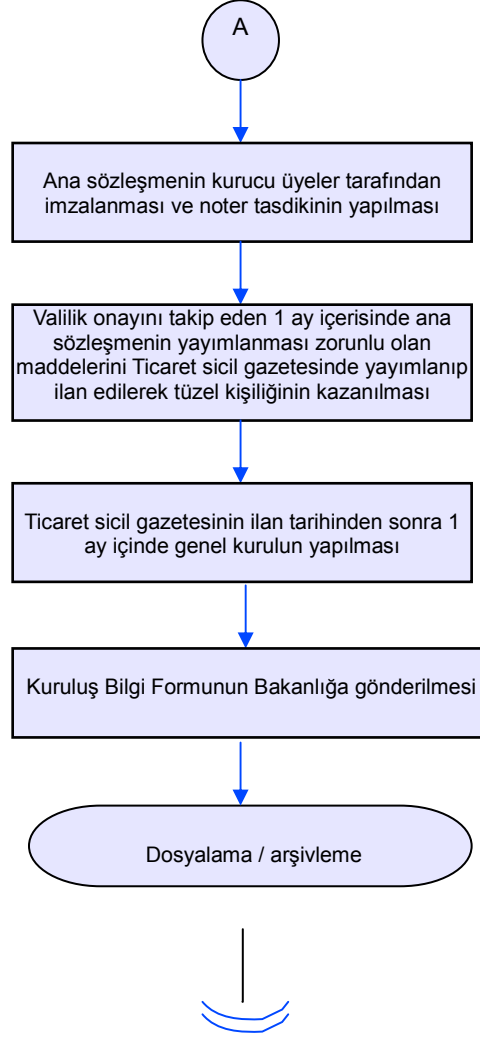 A
Ana sözleşmenin kurucu üyeler tarafından
imzalanması ve noter tasdikinin yapılması
Valilik onayını takip eden 1 ay içerisinde ana
sözleşmenin yayımlanması zorunlu olan
maddelerini Ticaret sicil gazetesinde yayımlanıp
ilan edilerek tüzel kişiliğinin kazanılması
Ticaret sicil gazetesinin ilan tarihinden sonra 1
ay içinde genel kurulun yapılması
Kuruluş Bilgi Formunun Bakanlığa gönderilmesi
Dosyalama / arşivleme